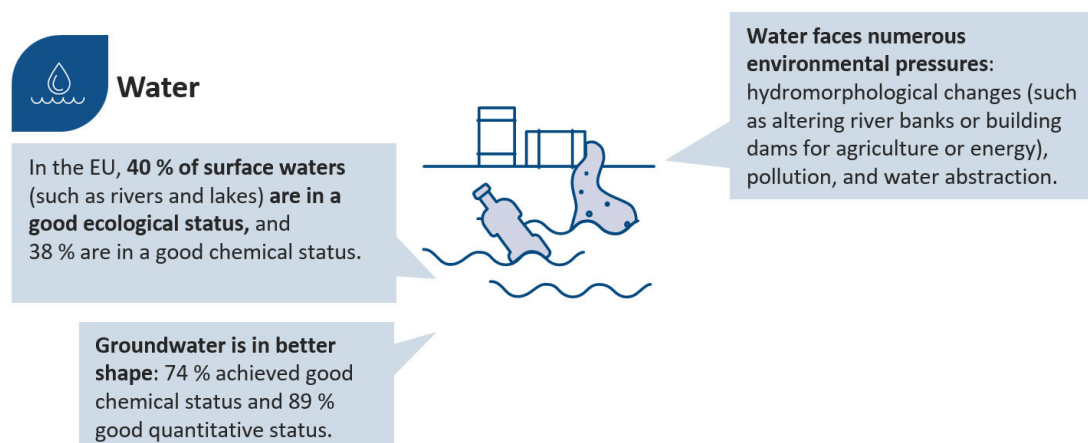 Water
In the EU, 40 % of surface waters
(such as rivers and lakes) are in a
good ecological status, and
38 % are in a good chemical status.
Groundwater is in better
shape: 74 % achieved good
chemical status and 89 %
good quantitative status.
Water faces numerous
environmental pressures:
hydromorphological changes (such
as altering river banks or building
dams for agriculture or energy),
pollution, and water abstraction.